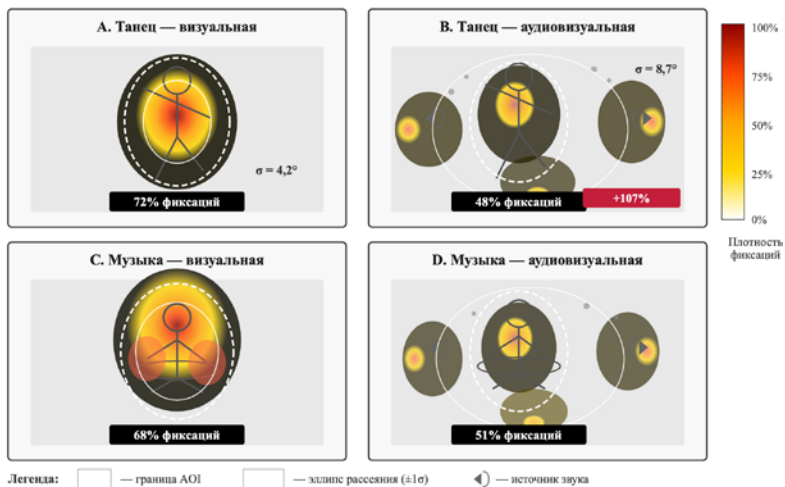 A. Танец — визуальная
σ = 4,2°
72% фиксаций
B. Танец — аудиовизуальная
σ = 8,7°
48% фиксаций
+107%
100%
75%
50%
25%
0%
Плотность
фиксаций
C. Музыка — визуальная
68% фиксаций
D. Музыка — аудиовизуальная
51% фиксаций
Легенда: — граница AOI — эллипс рассеяния (±1σ) — источник звука